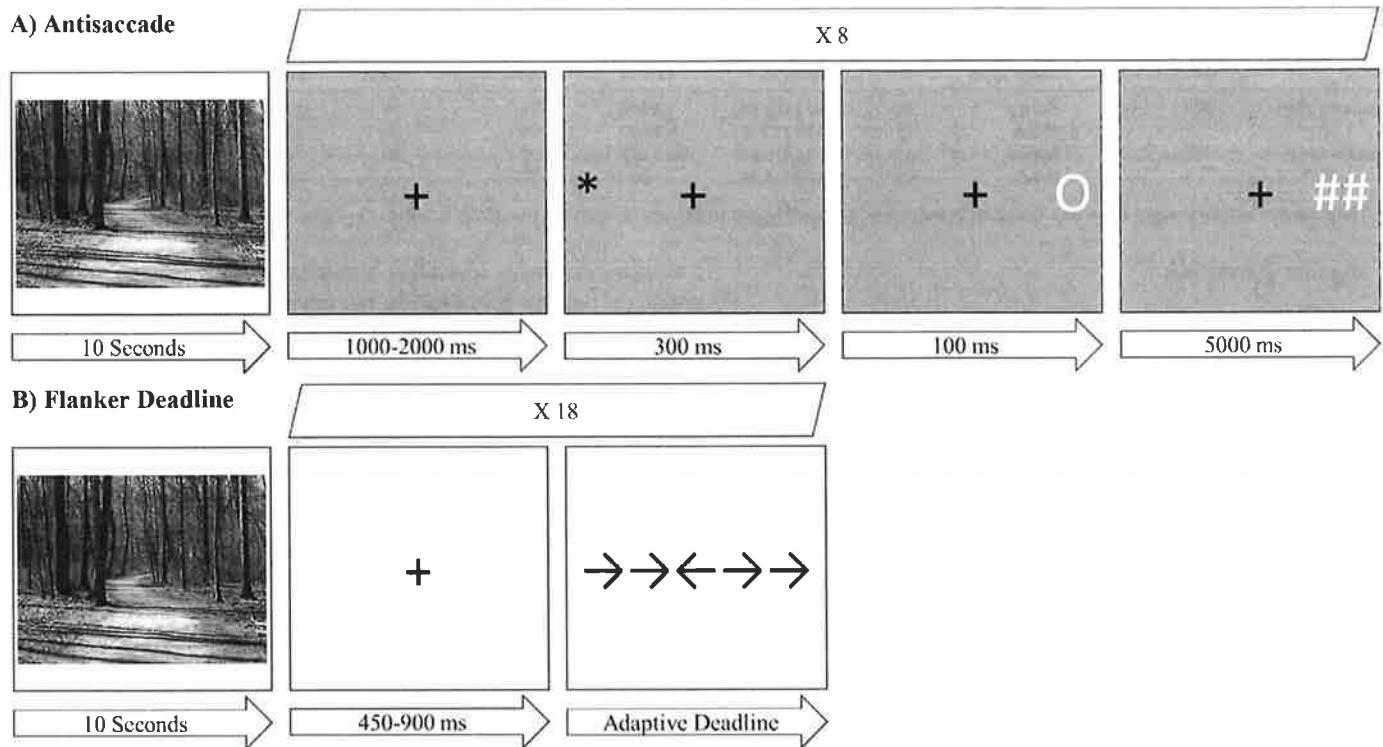 A) Antisaccade
X 8
+
* +
+ O
+ ##
10 Seconds
1000-2000 ms
300 ms
100 ms
5000 ms
B) Flanker Deadline
X 18
+
→→←→→
10 Seconds
450-900 ms
Adaptive Deadline